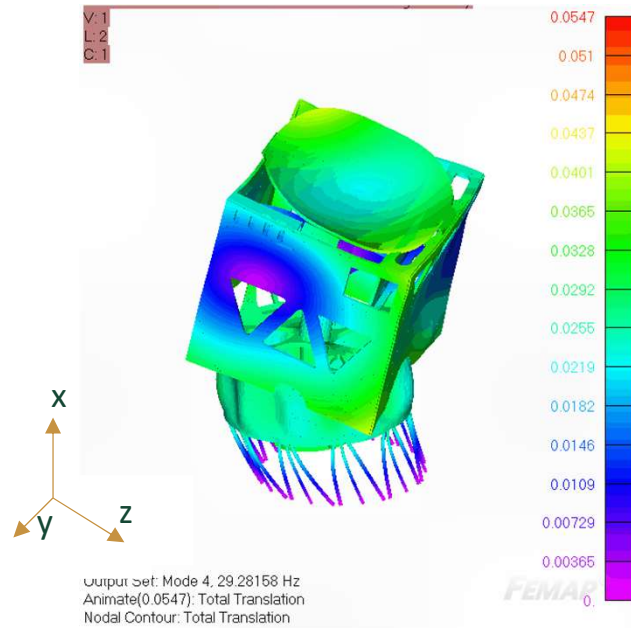 V: 1
L: 2
C: 1
0.0547
0.051
0.0474
0.0437
0.0401
0.0365
0.0328
0.0292
0.0255
0.0219
0.0182
0.0146
0.0109
0.00729
0.00365
0.
x
y
z
Output Set: Mode 4, 29.28158 Hz
Animate(0.0547): Total Translation
Nodal Contour: Total Translation
FEMAP